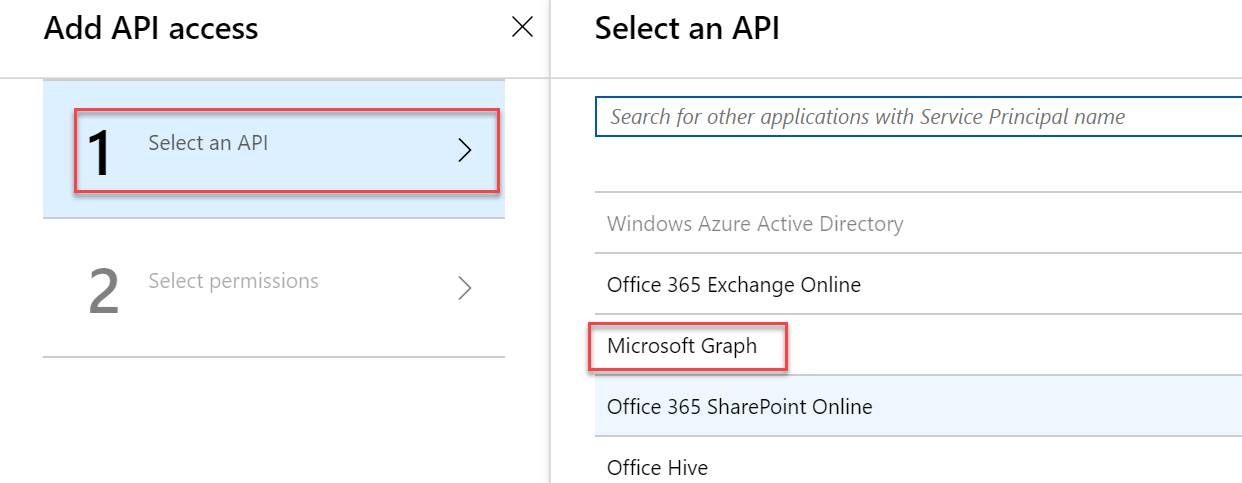 Add API access
1
Select an API
2
Select permissions
Select an API
Search for other applications with Service Principal name
Windows Azure Active Directory
Office 365 Exchange Online
Microsoft Graph
Office 365 SharePoint Online
Office Hive